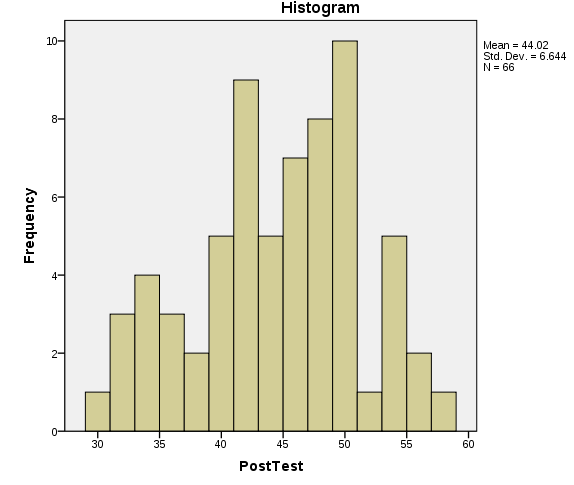 Histogram
Mean = 44.02
Std. Dev. = 6.644
N = 66
10
8
6
4
2
0
Frequency
30 35 40 45 50 55 60
PostTest